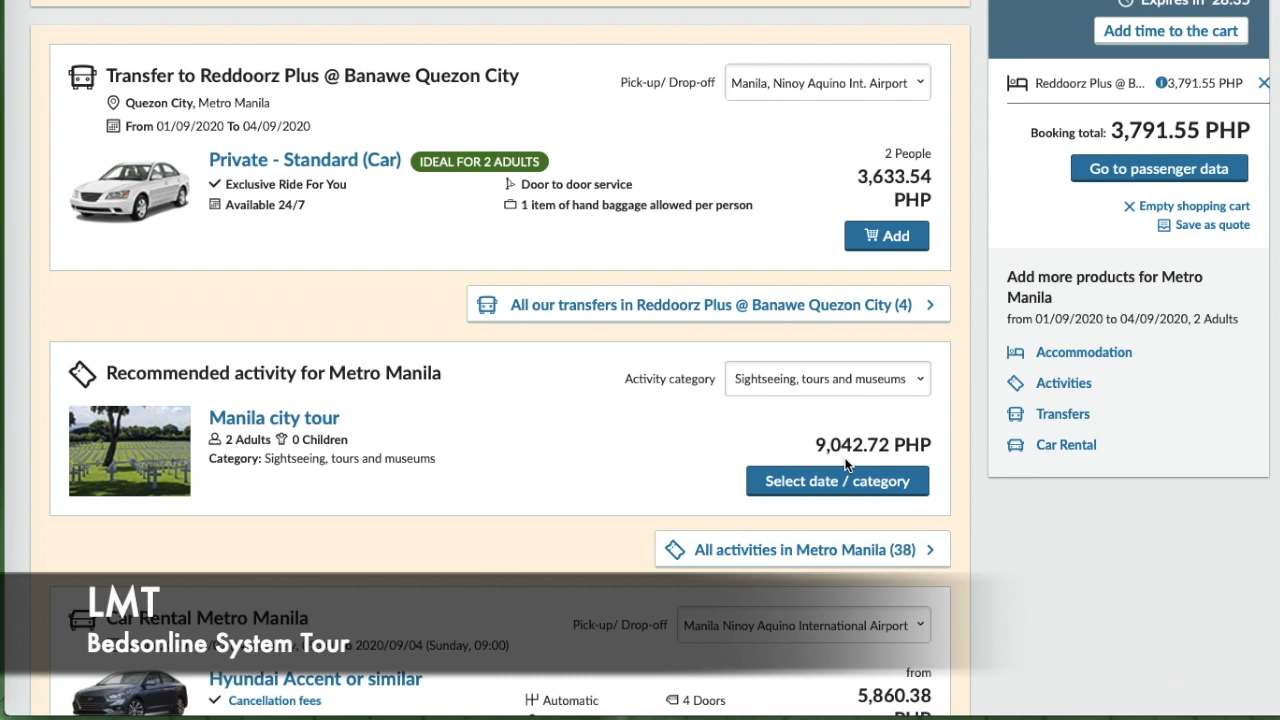 Expires in 28:35
Add time to the cart
Transfer to Reddoorz Plus @ Banawe Quezon City
Pick-up/ Drop-off
Manila, Ninoy Aquino Int. Airport
Quezon City, Metro Manila
From 01/09/2020 To 04/09/2020
Private - Standard (Car)
IDEAL FOR 2 ADULTS
Exclusive Ride For You
Door to door service
Available 24/7
1 item of hand baggage allowed per person
2 People
3,633.54
PHP
Add
All our transfers in Reddoorz Plus @ Banawe Quezon City (4)
Recommended activity for Metro Manila
Activity category
Sightseeing, tours and museums
Manila city tour
2 Adults 0 Children
Category: Sightseeing, tours and museums
9,042.72 PHP
Select date / category
All activities in Metro Manila (38)
Car Rental Metro Manila
Pick-up/ Drop-off
Manila Ninoy Aquino International Airport
2020/09/04 (Sunday, 09:00)
Hyundai Accent or similar
Cancellation fees
Automatic
4 Doors
from
5,860.38
PHP
Reddoorz Plus @ B...
3,791.55 PHP
Booking total: 3,791.55 PHP
Go to passenger data
Empty shopping cart
Save as quote
Add more products for Metro
Manila
from 01/09/2020 to 04/09/2020, 2 Adults
Accommodation
Activities
Transfers
Car Rental
LMT
Bedsonline System Tour